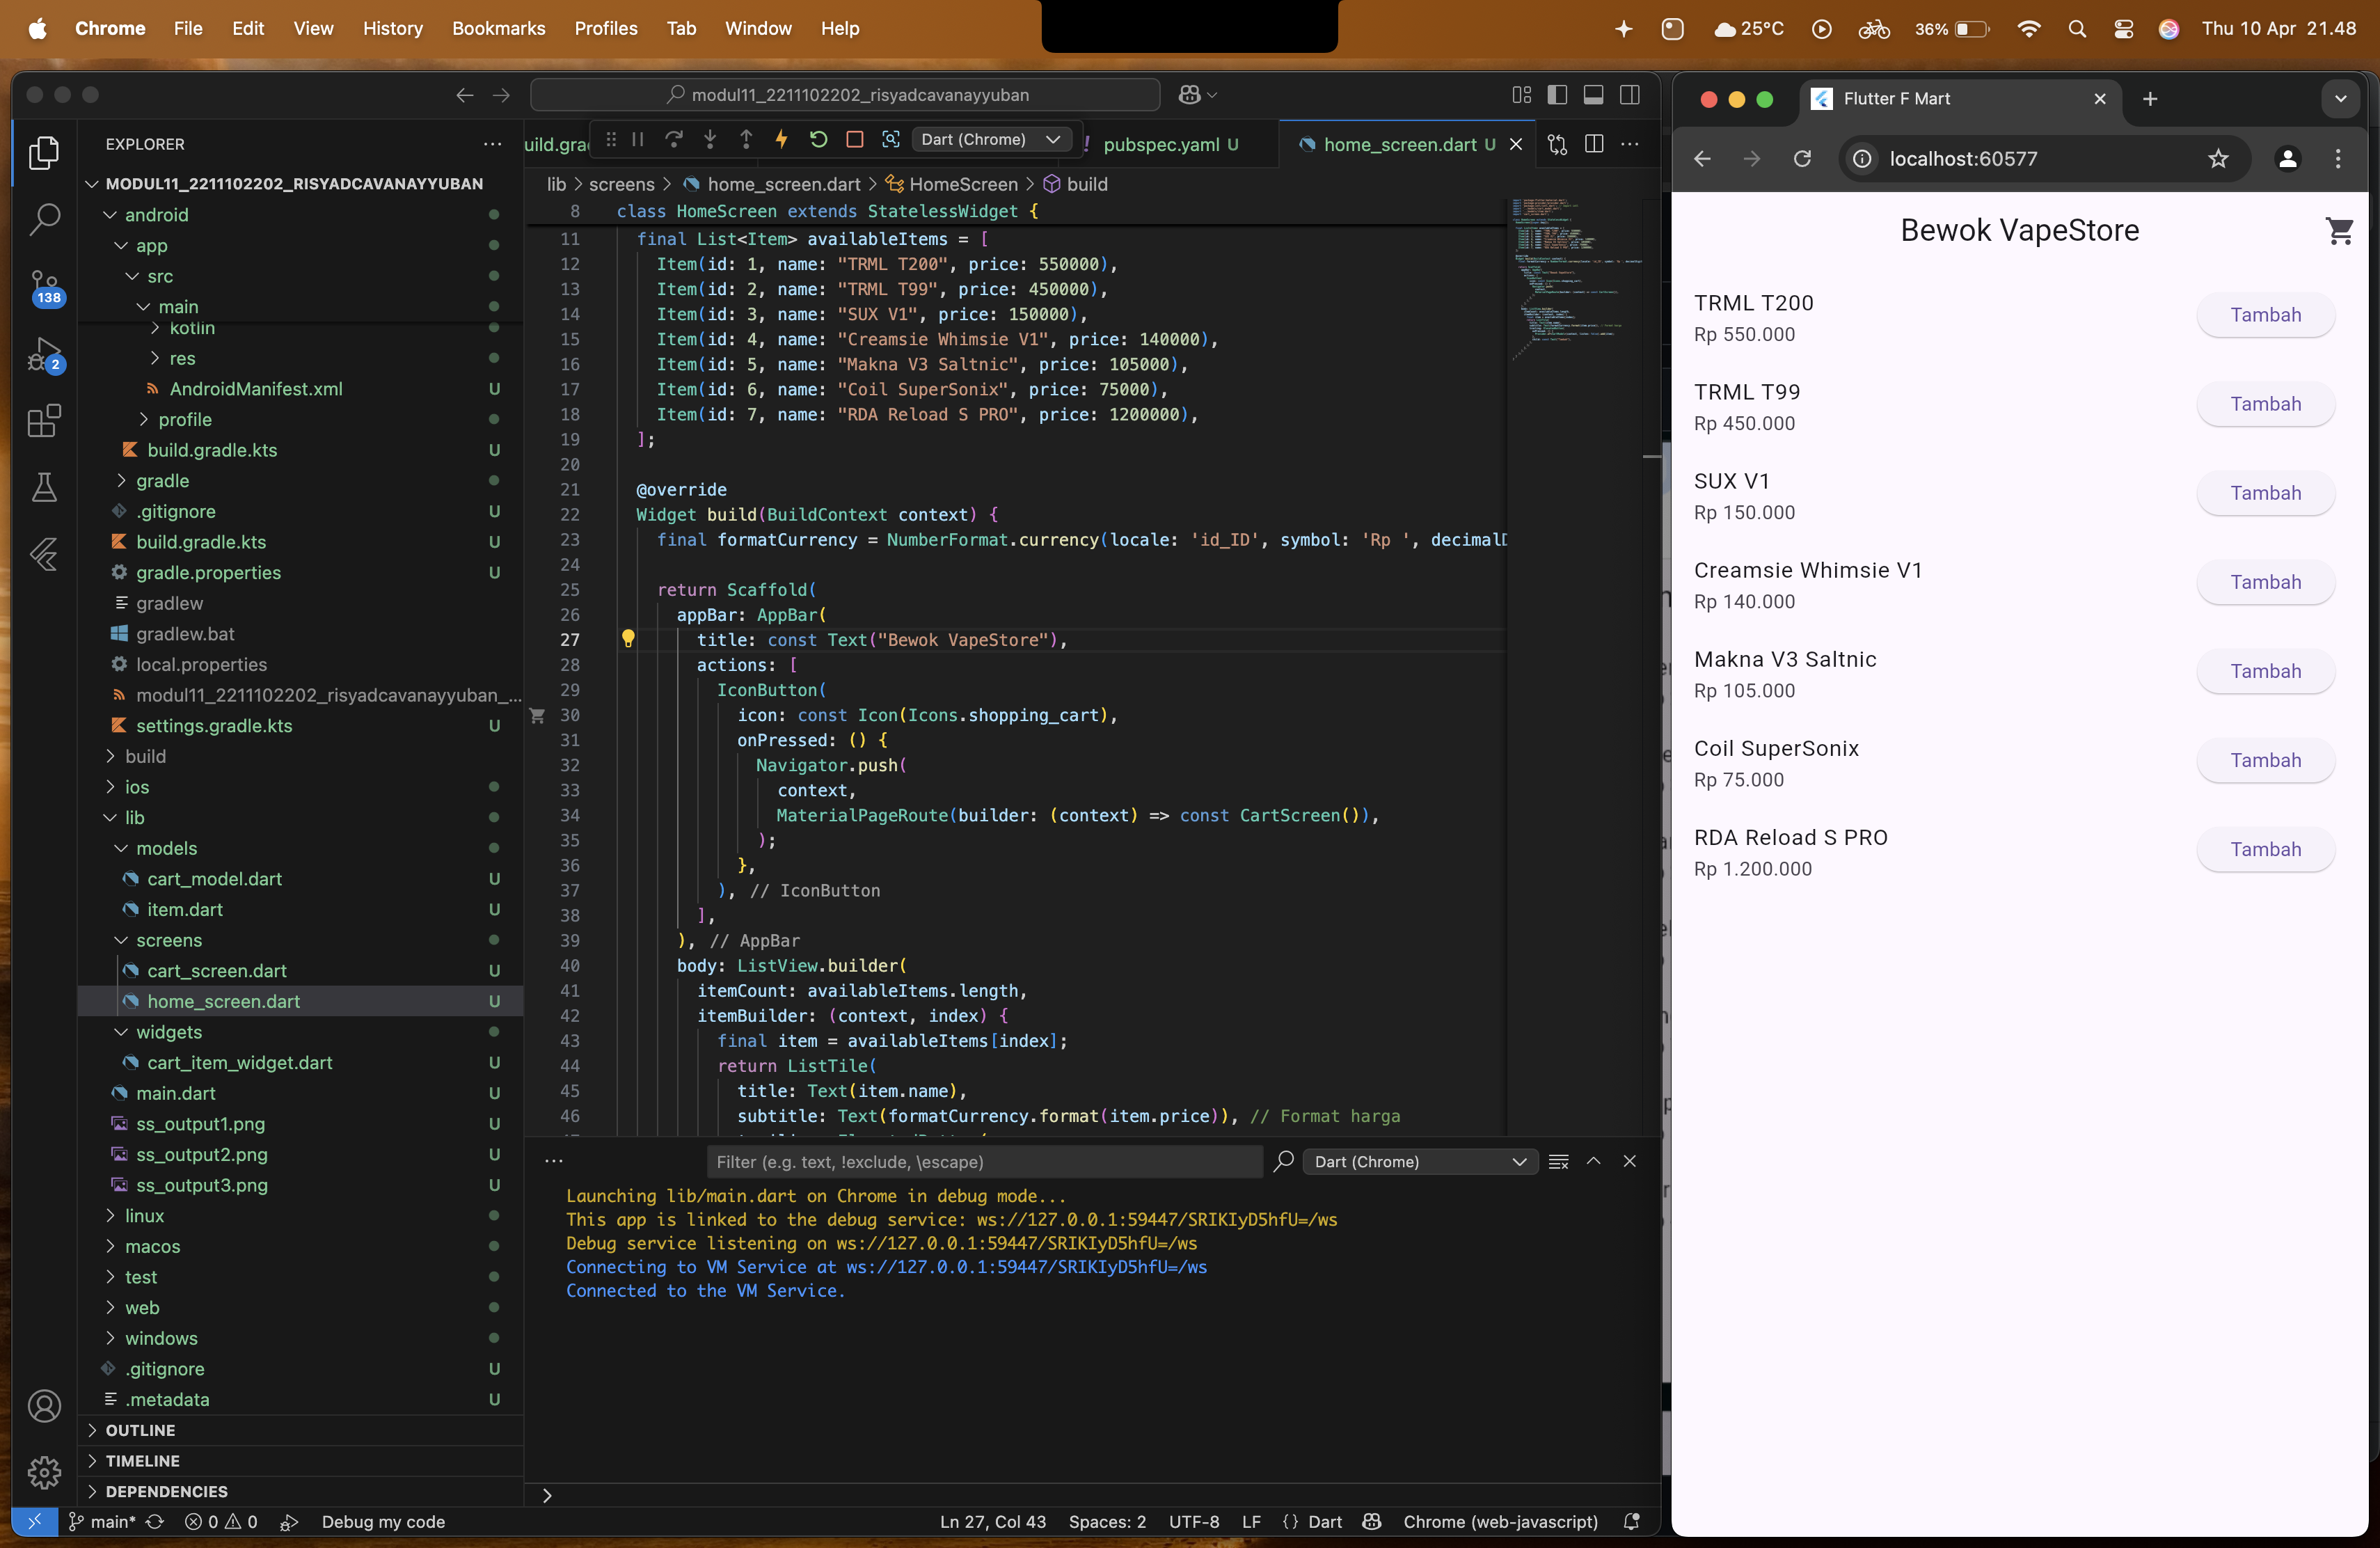 Chrome File Edit View History Bookmarks Profiles Tab Window Help
25°C 36% Thu 10 Apr 21.48
modul11_2211102202_risyadcavanayyuban
EXPLORER
MODUL11_2211102202_RISYADCAVANAYYUBAN
android
app
src
main
kotlin
res
AndroidManifest.xml U
profile
build.gradle.kts U
gradle
.gitignore U
build.gradle.kts U
gradle.properties U
gradlew
gradlew.bat
local.properties
modul11_2211102202_risyadcavanayyuban_...
settings.gradle.kts U
build
ios
lib
models
cart_model.dart U
item.dart U
screens
cart_screen.dart U
home_screen.dart U
widgets
cart_item_widget.dart U
main.dart U
ss_output1.png U
ss_output2.png U
ss_output3.png U
linux
macos
test
web
windows
.gitignore U
.metadata U
OUTLINE
TIMELINE
DEPENDENCIES
138
2
uild.gra Dart (Chrome) ! pubspec.yaml U home_screen.dart U
lib > screens > home_screen.dart > HomeScreen > build
8 class HomeScreen extends StatelessWidget {
11 final List<Item> availableItems = [
12 Item(id: 1, name: "TRML T200", price: 550000),
13 Item(id: 2, name: "TRML T99", price: 450000),
14 Item(id: 3, name: "SUX V1", price: 150000),
15 Item(id: 4, name: "Creamsie Whimsie V1", price: 140000),
16 Item(id: 5, name: "Makna V3 Saltnic", price: 105000),
17 Item(id: 6, name: "Coil SuperSonix", price: 75000),
18 Item(id: 7, name: "RDA Reload S PRO", price: 1200000),
19 ];
20
21 @override
22 Widget build(BuildContext context) {
23 final formatCurrency = NumberFormat.currency(locale: 'id_ID', symbol: 'Rp ', decimalD
24
25 return Scaffold(
26 appBar: AppBar(
27 title: const Text("Bewok VapeStore"),
28 actions: [
29 IconButton(
30 icon: const Icon(Icons.shopping_cart),
31 onPressed: () {
32 Navigator.push(
33 context,
34 MaterialPageRoute(builder: (context) => const CartScreen()),
35 );
36 },
37 ), // IconButton
38 ],
39 ), // AppBar
40 body: ListView.builder(
41 itemCount: availableItems.length,
42 itemBuilder: (context, index) {
43 final item = availableItems[index];
44 return ListTile(
45 title: Text(item.name),
46 subtitle: Text(formatCurrency.format(item.price)), // Format harga
Filter (e.g. text, !exclude, \escape) Dart (Chrome)
Launching lib/main.dart on Chrome in debug mode...
This app is linked to the debug service: ws://127.0.0.1:59447/SRIKIyD5hfU=/ws
Debug service listening on ws://127.0.0.1:59447/SRIKIyD5hfU=/ws
Connecting to VM Service at ws://127.0.0.1:59447/SRIKIyD5hfU=/ws
Connected to the VM Service.
main* 0 0 Debug my code Ln 27, Col 43 Spaces: 2 UTF-8 LF {} Dart Chrome (web-javascript)
Flutter F Mart
localhost:60577
Bewok VapeStore
TRML T200
Rp 550.000
Tambah
TRML T99
Rp 450.000
Tambah
SUX V1
Rp 150.000
Tambah
Creamsie Whimsie V1
Rp 140.000
Tambah
Makna V3 Saltnic
Rp 105.000
Tambah
Coil SuperSonix
Rp 75.000
Tambah
RDA Reload S PRO
Rp 1.200.000
Tambah